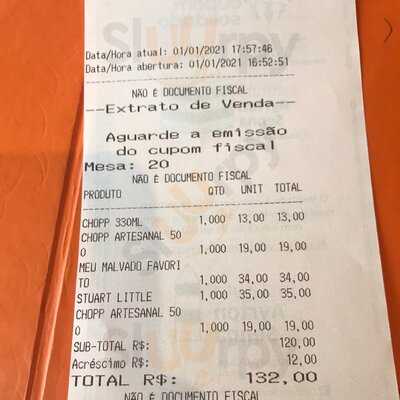 Data/Hora atual: 01/01/2021 17:57:46
Data/Hora abertura: 01/01/2021 16:52:51
NÃO É DOCUMENTO FISCAL
--Extrato de Venda--
Aguarde a emissão
do cupom fiscal
Mesa: 20
NÃO É DOCUMENTO FISCAL
PRODUTO QTD UNIT TOTAL
CHOPP 330ML 1,000 13,00 13,00
CHOPP ARTESANAL 50
0 1,000 19,00 19,00
MEU MALVADO FAVORI
TO 1,000 34,00 34,00
STUART LITTLE 1,000 35,00 35,00
CHOPP ARTESANAL 50
0 1,000 19,00 19,00
SUB-TOTAL R$: 120,00
Acréscimo R$: 12,00
TOTAL R$: 132,00
NÃO É DOCUMENTO FISCAL